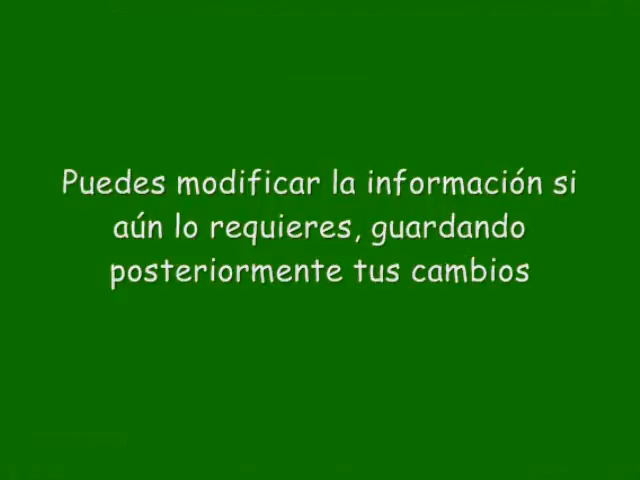 Puedes modificar la información si
aún lo requieres, guardando
posteriormente tus cambios